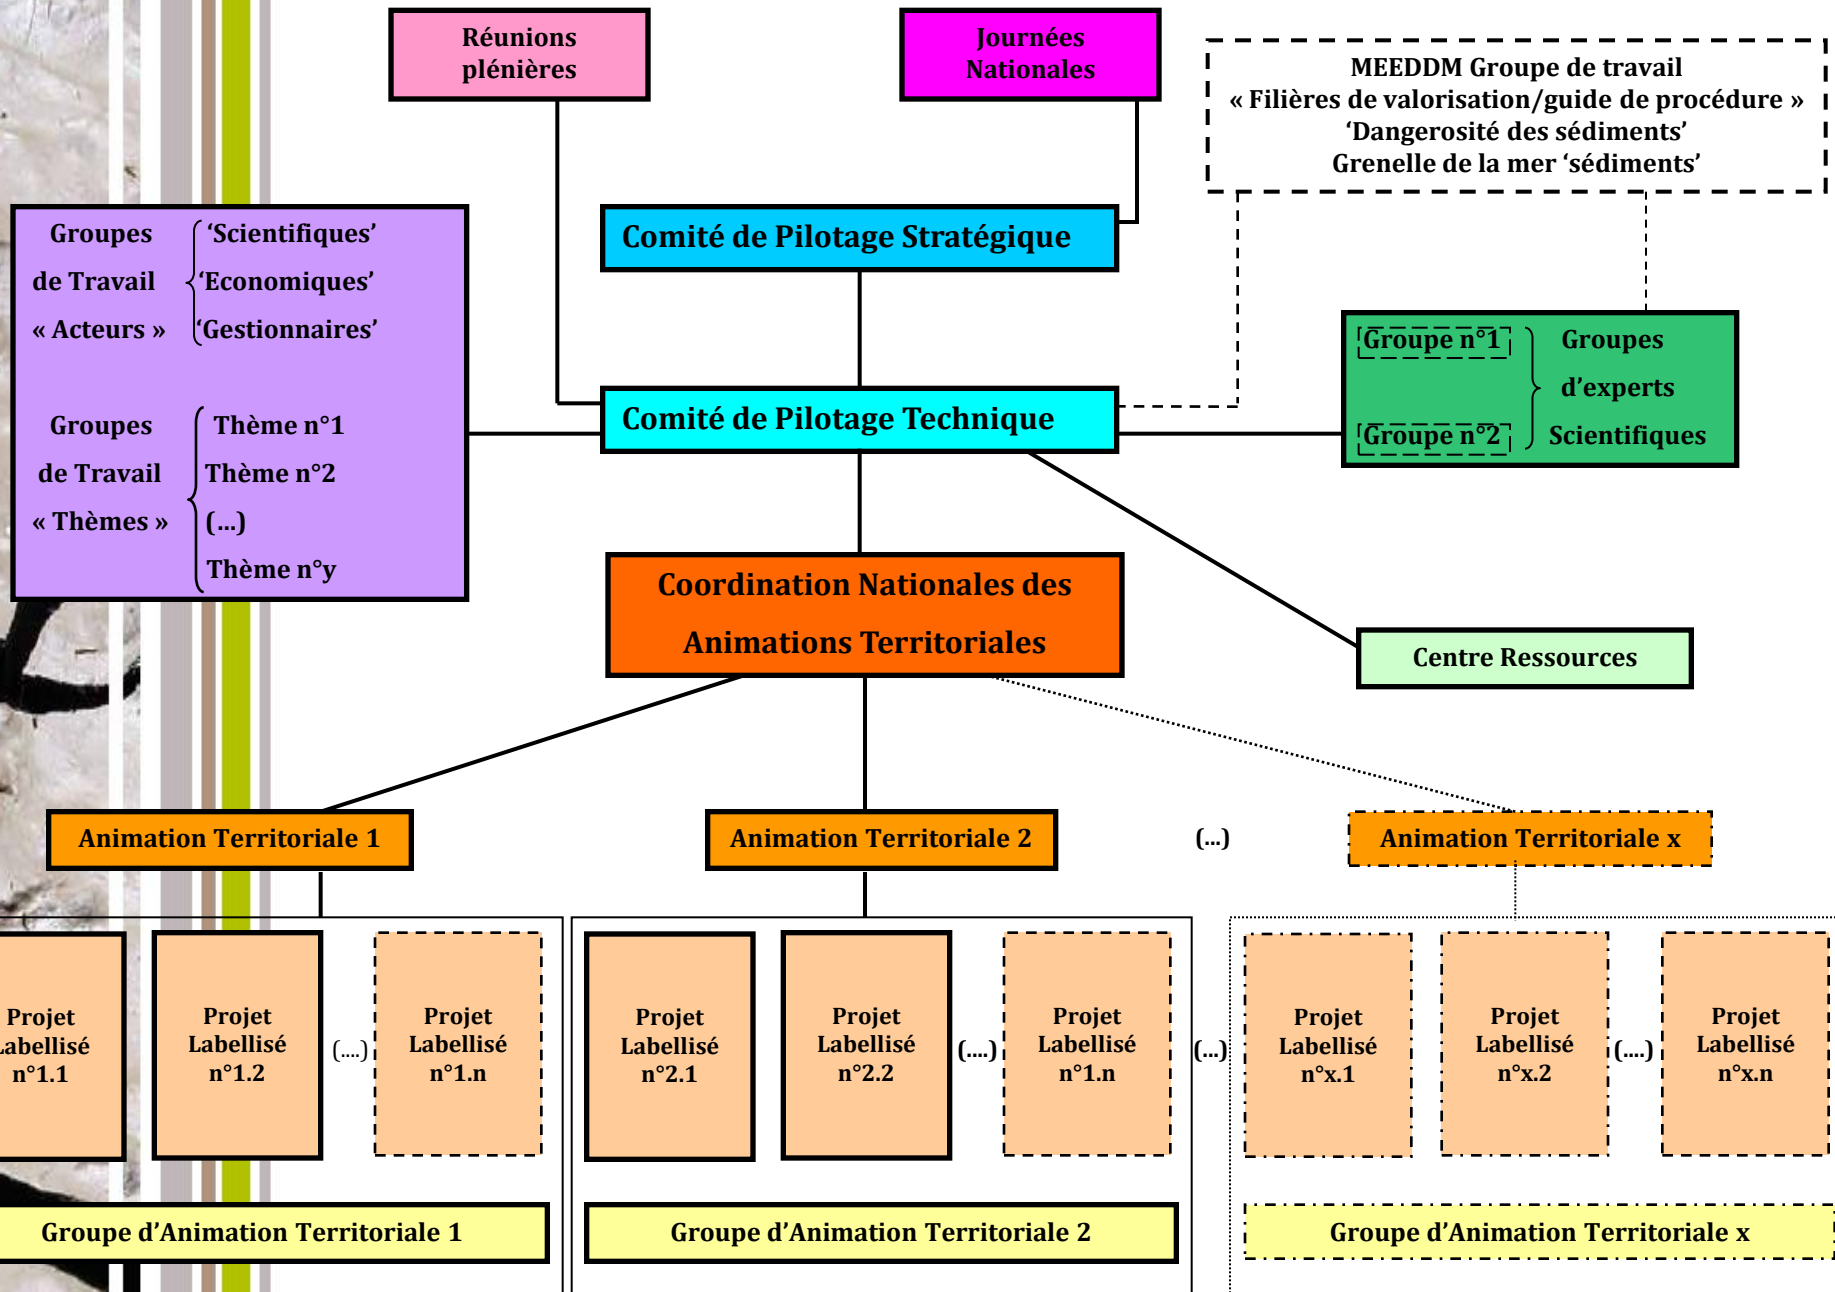 Réunions
plénières
Journées
Nationales
MEEDDM Groupe de travail
« Filières de valorisation/guide de procédure »
‘Dangerosité des sédiments’
Grenelle de la mer ‘sédiments’
Groupes
de Travail
« Acteurs »
‘Scientifiques’
‘Economiques’
‘Gestionnaires’
Groupes
de Travail
« Thèmes »
Thème n°1
Thème n°2
(...)
Thème n°y
Comité de Pilotage Stratégique
Comité de Pilotage Technique
Groupe n°1
Groupe n°2
Groupes
d’experts
Scientifiques
Coordination Nationales des
Animations Territoriales
Centre Ressources
Animation Territoriale 1
Animation Territoriale 2
(...)
Animation Territoriale x
Projet
Labellisé
n°1.1
Projet
Labellisé
n°1.2
(....)
Projet
Labellisé
n°1.n
Projet
Labellisé
n°2.1
Projet
Labellisé
n°2.2
(....)
Projet
Labellisé
n°1.n
(...)
Projet
Labellisé
n°x.1
Projet
Labellisé
n°x.2
(....)
Projet
Labellisé
n°x.n
Groupe d’Animation Territoriale 1
Groupe d’Animation Territoriale 2
Groupe d’Animation Territoriale x